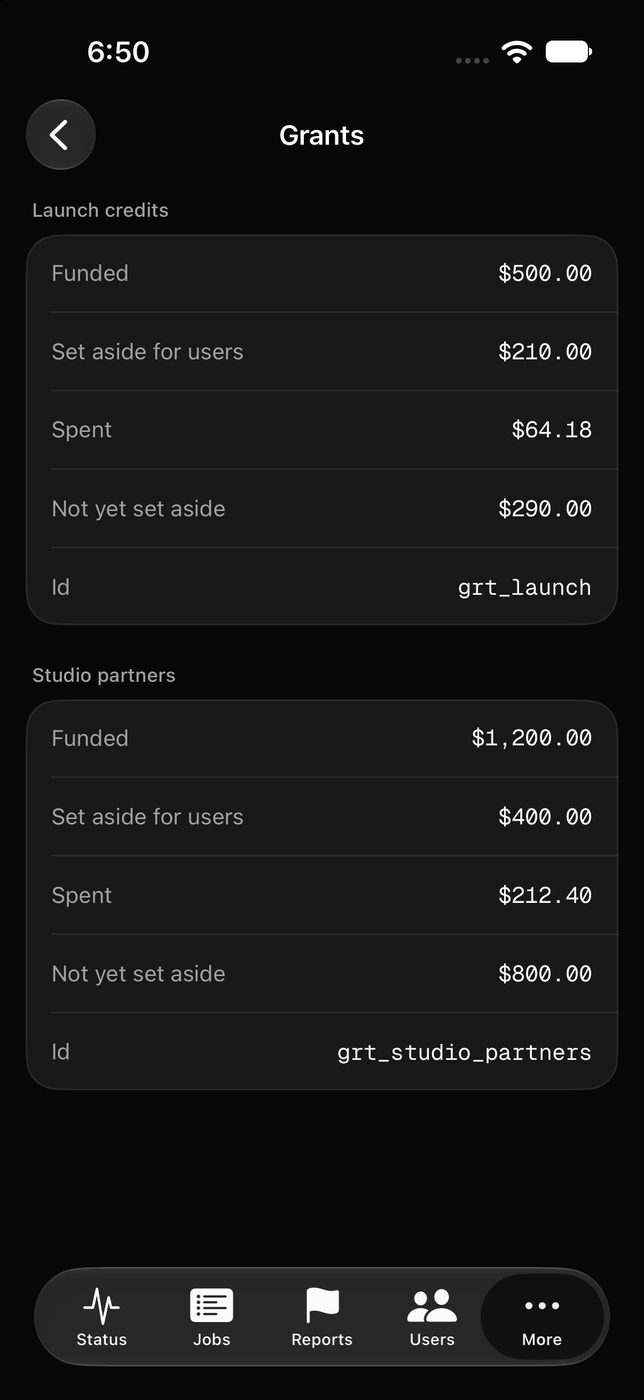 6:50
Grants
Launch credits
Funded $500.00
Set aside for users $210.00
Spent $64.18
Not yet set aside $290.00
Id grt_launch
Studio partners
Funded $1,200.00
Set aside for users $400.00
Spent $212.40
Not yet set aside $800.00
Id grt_studio_partners
Status Jobs Reports Users More